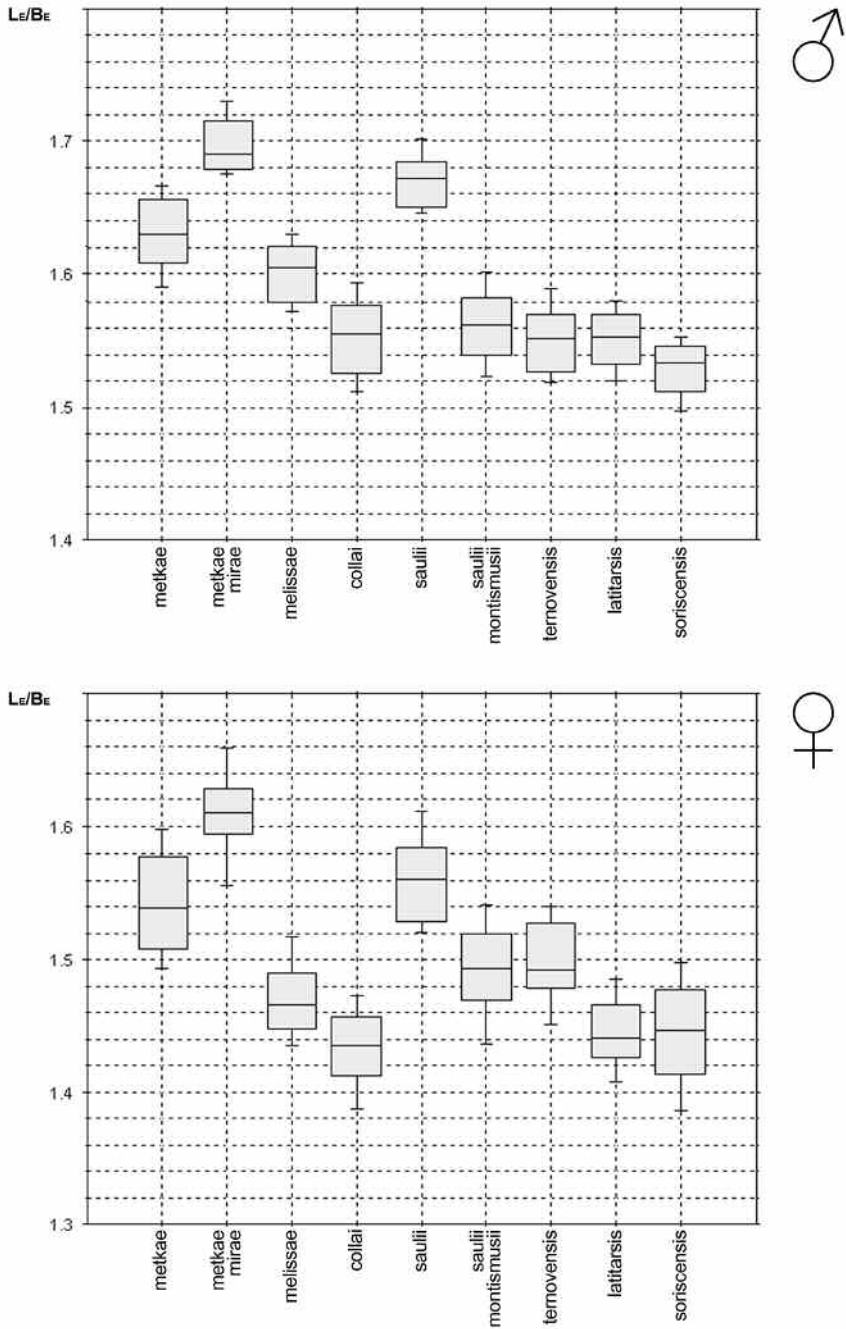 LE/BE
1.7
1.6
1.5
1.4
metkae
metkae
mirae
melissae
collai
saulii
saulii
montismusii
ternovensis
latitarsis
soriscensis
LE/BE
1.6
1.5
1.4
1.3
metkae
metkae
mirae
melissae
collai
saulii
saulii
montismusii
ternovensis
latitarsis
soriscensis